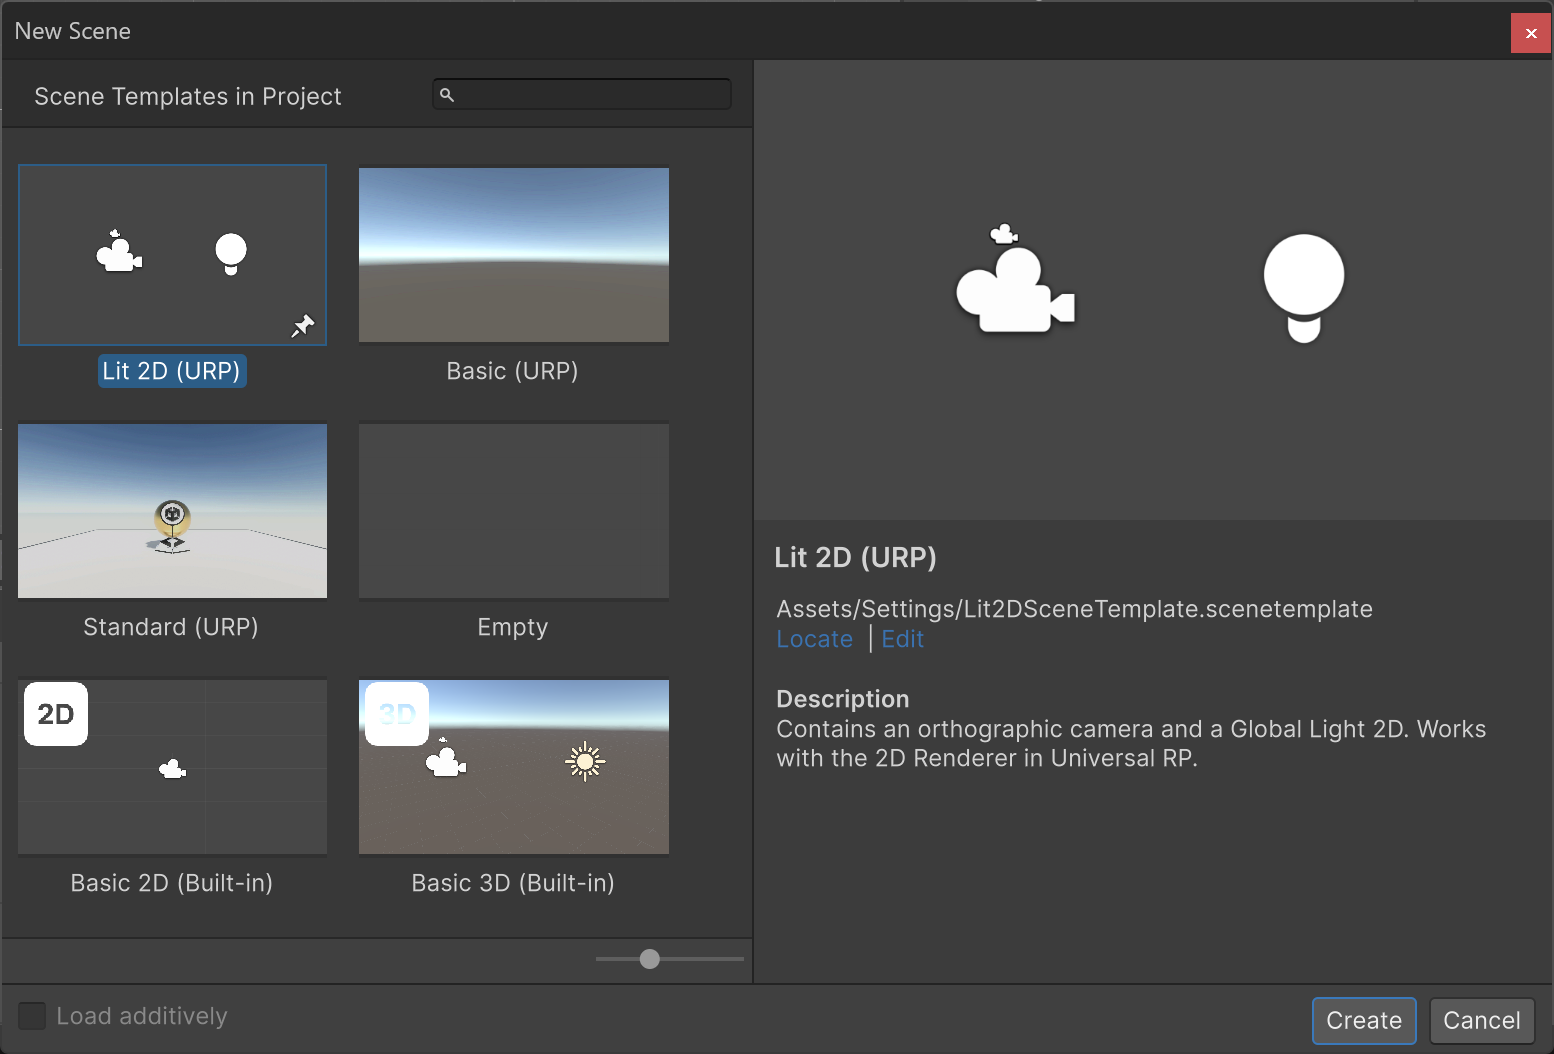 New Scene
Scene Templates in Project
Lit 2D (URP)
Basic (URP)
Standard (URP)
Empty
2D
3D
Basic 2D (Built-in)
Basic 3D (Built-in)
Lit 2D (URP)
Assets/Settings/Lit2DSceneTemplate.scenetemplate
Locate | Edit
Description
Contains an orthographic camera and a Global Light 2D. Works
with the 2D Renderer in Universal RP.
Load additively
Create
Cancel